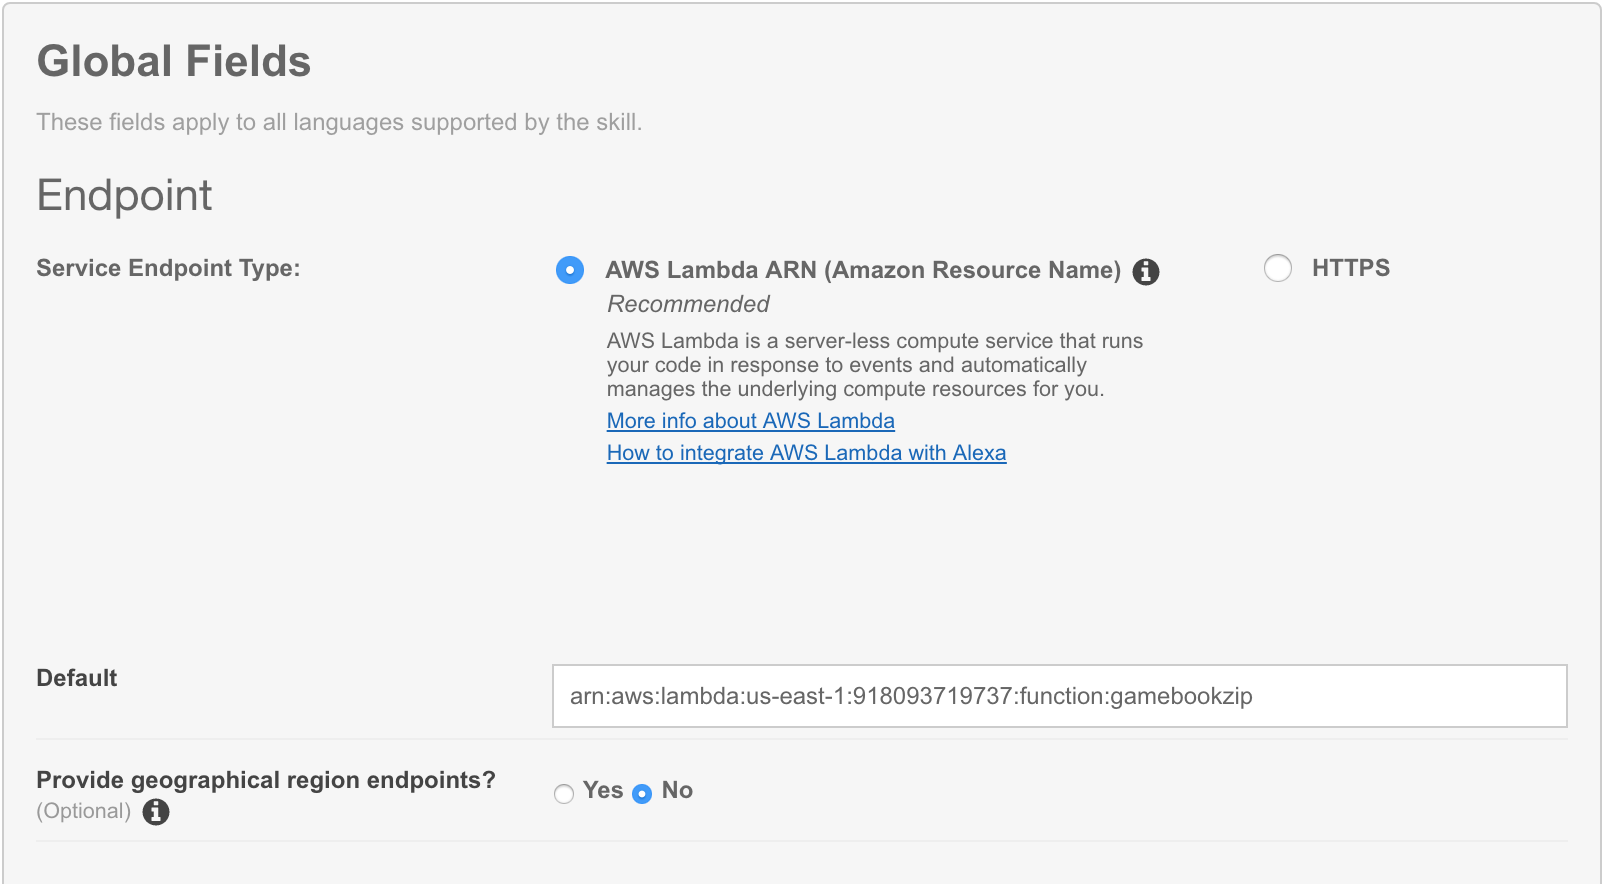 Global Fields
These fields apply to all languages supported by the skill.
Endpoint
Service Endpoint Type:
AWS Lambda ARN (Amazon Resource Name)
HTTPS
Recommended
AWS Lambda is a server-less compute service that runs
your code in response to events and automatically
manages the underlying compute resources for you.
More info about AWS Lambda
How to integrate AWS Lambda with Alexa
Default
arn:aws:lambda:us-east-1:918093719737:function:gamebookzip
Provide geographical region endpoints?
(Optional)
Yes
No